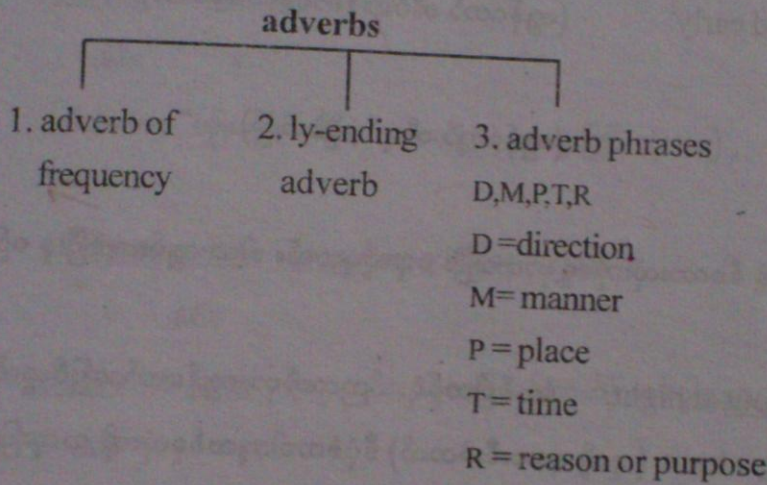 adverbs
1. adverb of
frequency
2. ly-ending
adverb
3. adverb phrases
D,M,P,T,R
D=direction
M= manner
P = place
T = time
R = reason or purpose